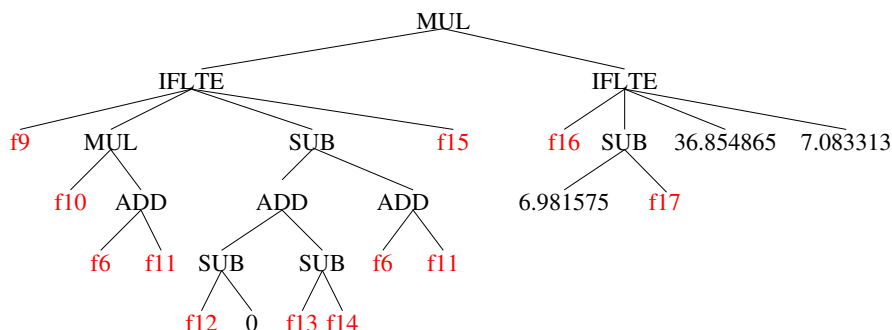 MUL
IFLTE IFLTE
f9 MUL SUB f15 f16 SUB 36.854865 7.083313
f10 ADD ADD ADD 6.981575 f17
f6 f11 SUB SUB f6 f11
f12 0 f13 f14